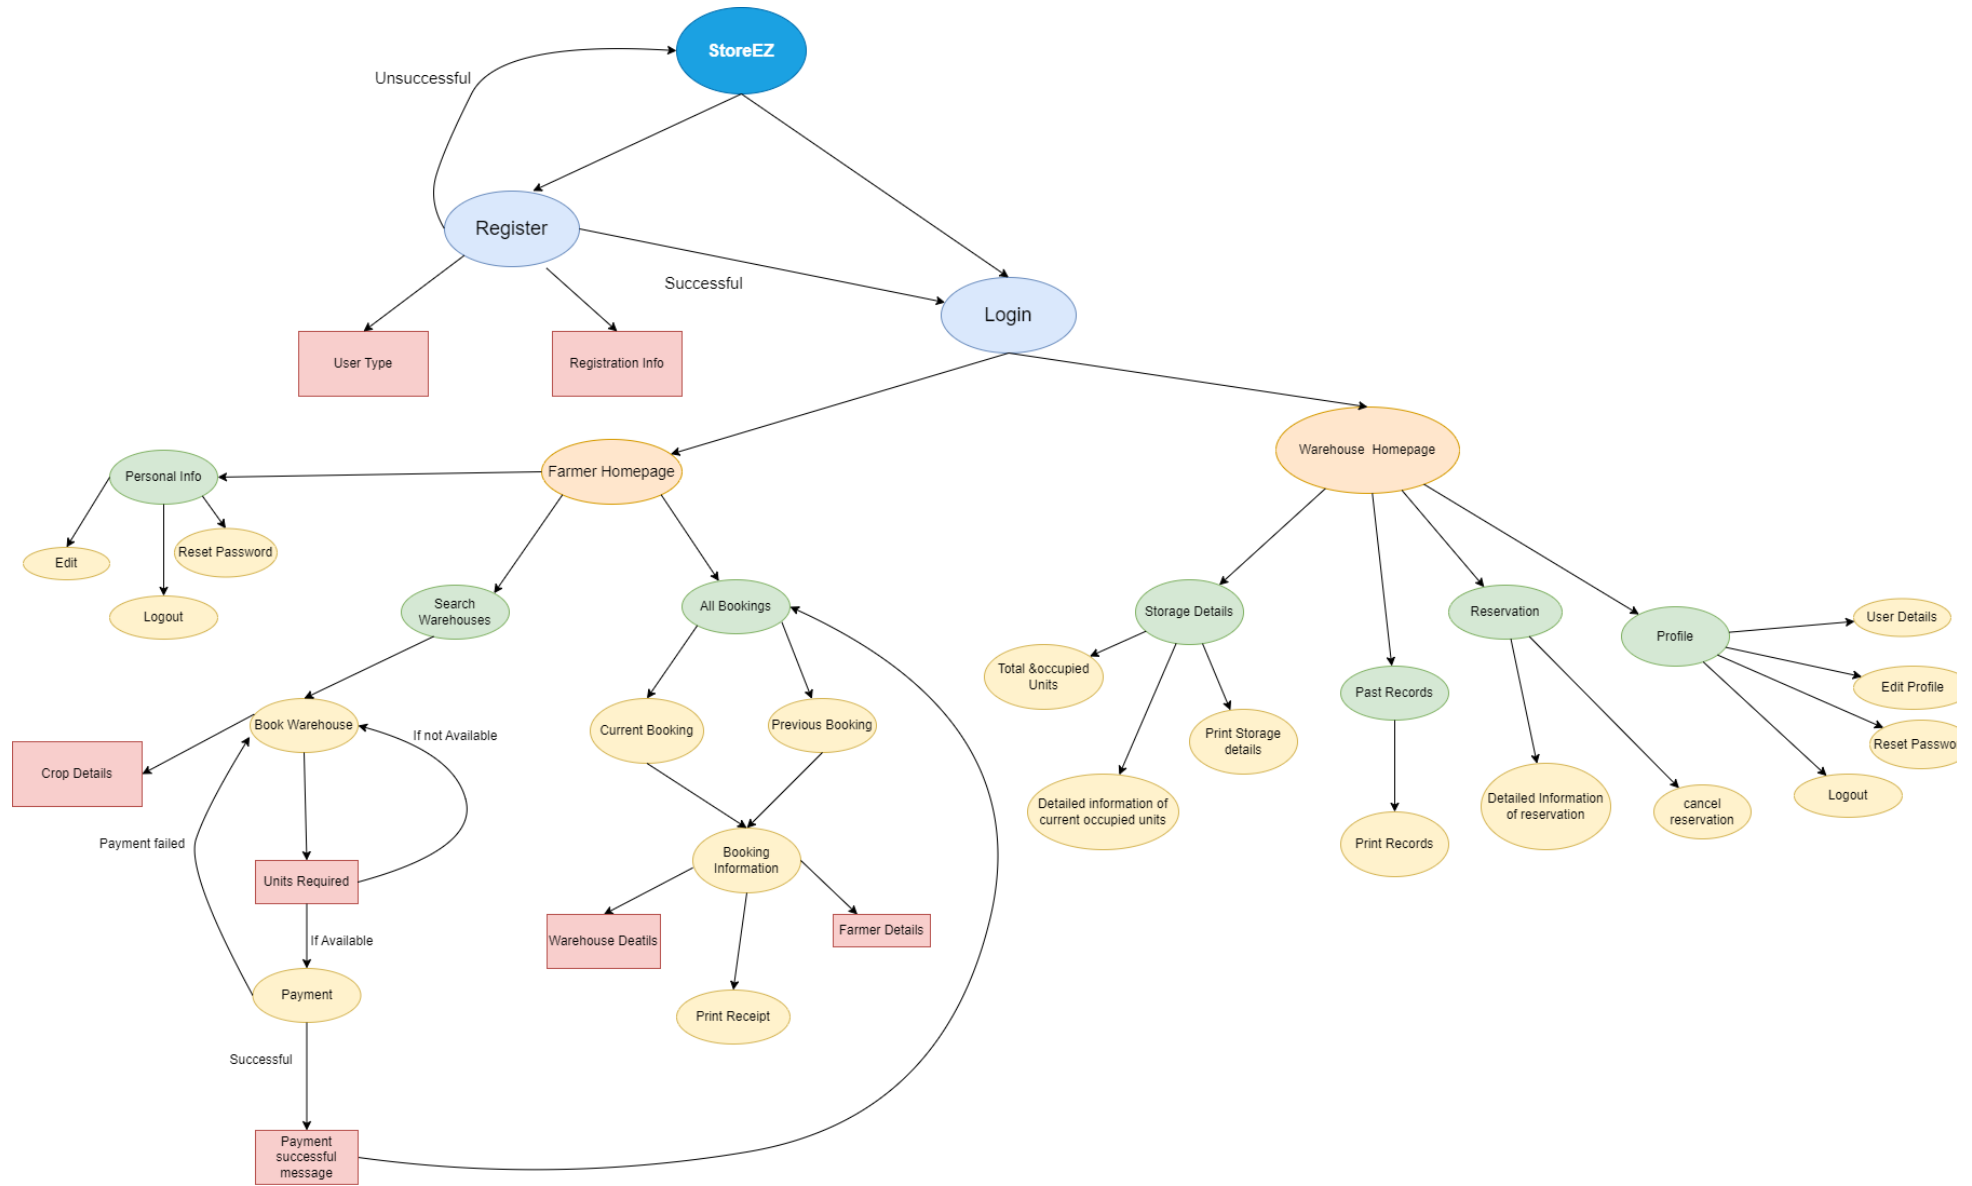 StoreEZ
Unsuccessful
Register
Successful
Login
User Type
Registration Info
Farmer Homepage
Warehouse  Homepage
Personal Info
Edit
Reset Password
Logout
Search
Warehouses
All Bookings
Storage Details
Reservation
Profile
User Details
Total &occupied
Units
Past Records
Edit Profile
Book Warehouse
If not Available
Current Booking
Previous Booking
Print Storage
details
Reset Passwo
Crop Details
Detailed information of
current occupied units
Detailed Information
of reservation
cancel
reservation
Logout
Payment failed
Print Records
Booking
Information
Units Required
Warehouse Deatils
Farmer Details
If Available
Payment
Print Receipt
Successful
Payment
successful
message